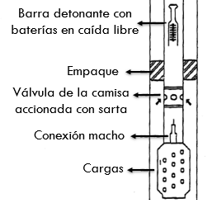 Barra detonante con
baterías en caída libre
Empaque
Válvula de la camisa
accionada con sarta
Conexión macho
Cargas